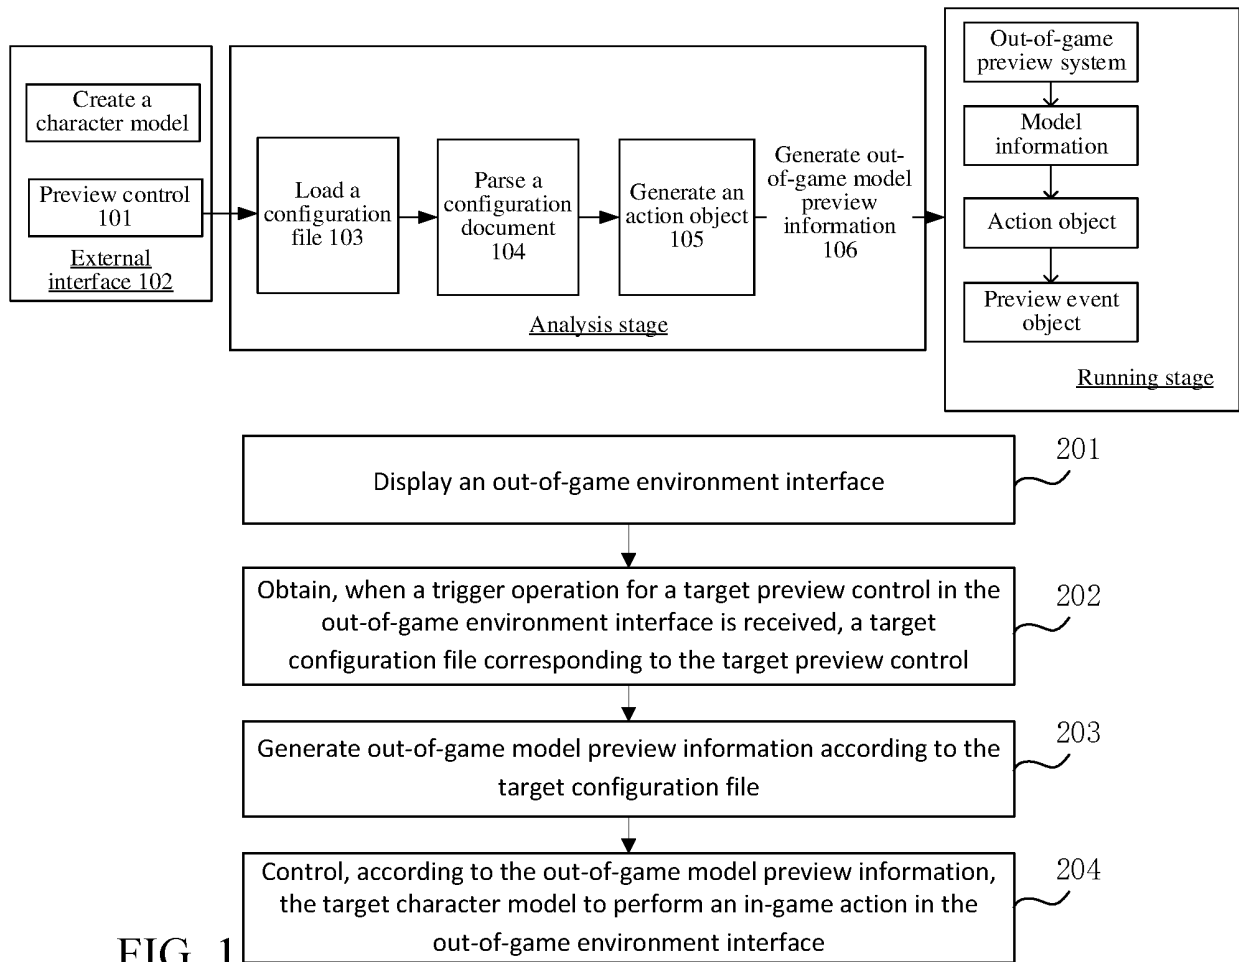 Create a
character model
Preview control
101
External
interface 102
Load a
configuration
file 103
Parse a
configuration
document
104
Generate an
action object
105
Generate out-
of-game model
preview
information
106
Analysis stage
Out-of-game
preview system
Model
information
Action object
Preview event
object
Running stage
Display an out-of-game environment interface
201
Obtain, when a trigger operation for a target preview control in the
out-of-game environment interface is received, a target
configuration file corresponding to the target preview control
202
Generate out-of-game model preview information according to the
target configuration file
203
Control, according to the out-of-game model preview information,
the target character model to perform an in-game action in the
out-of-game environment interface
204
FIG. 1